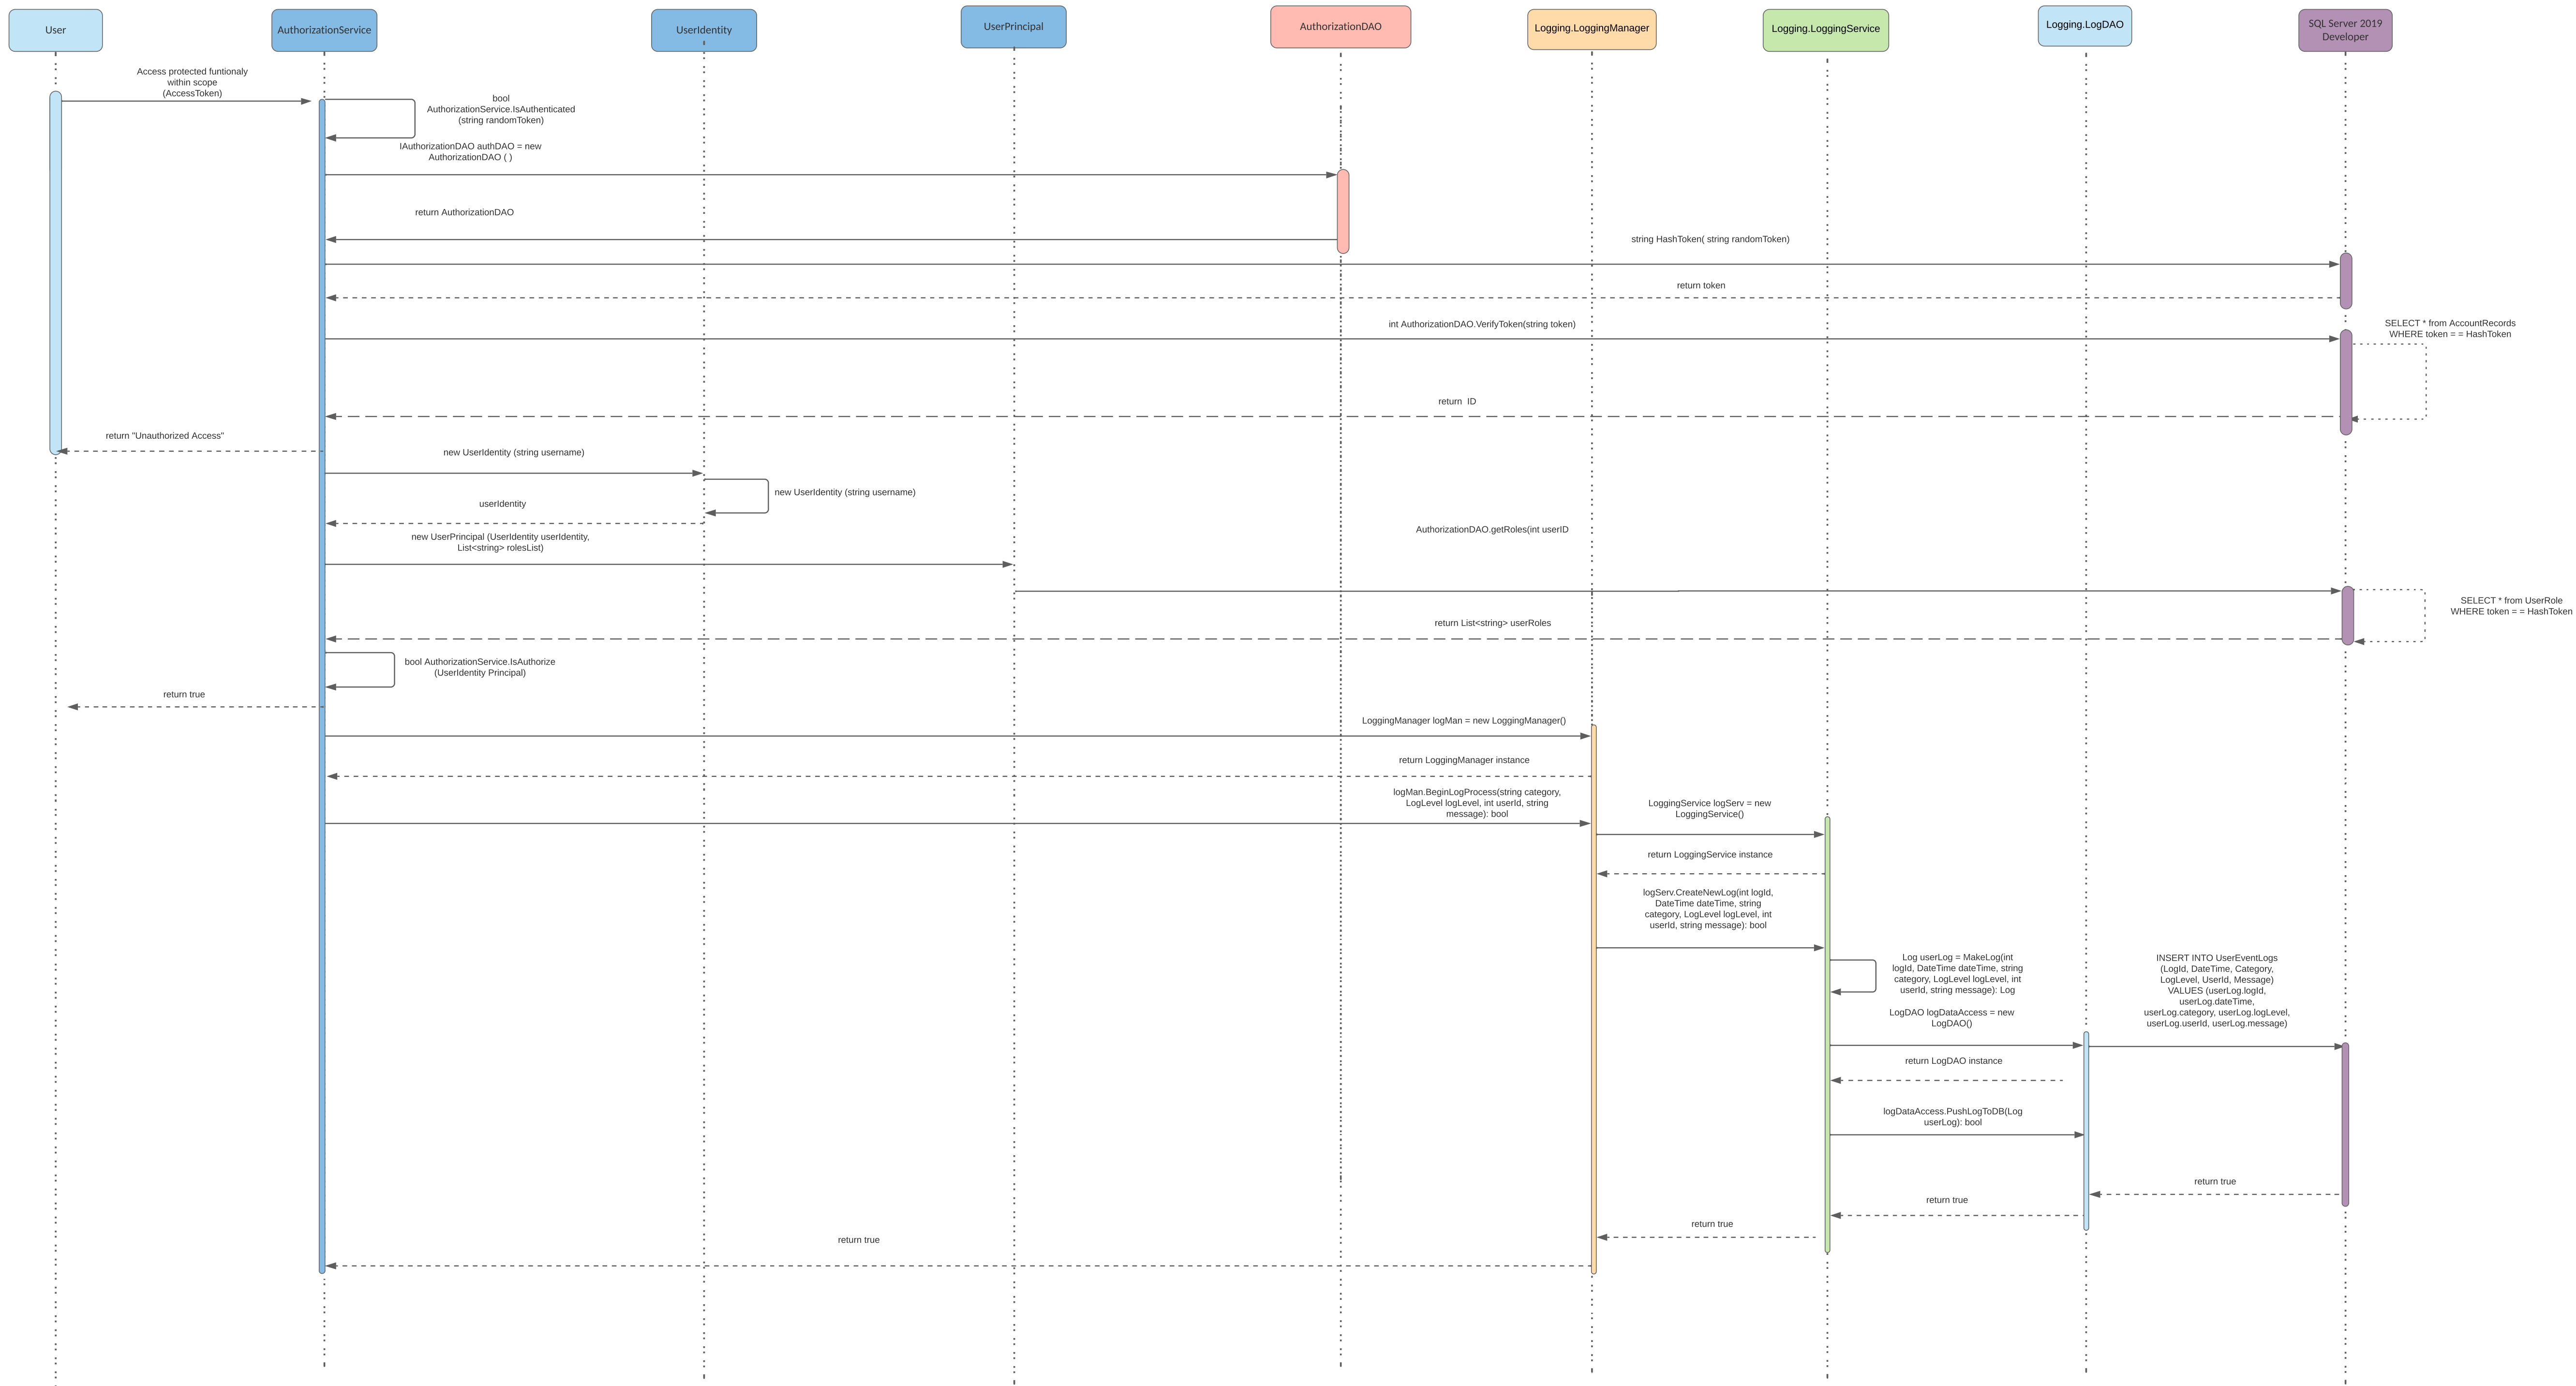 User
AuthorizationService
UserIdentity
UserPrincipal
AuthorizationDAO
Logging.LoggingManager
Logging.LoggingService
Logging.LogDAO
SQL Server 2019
Developer
Access protected funtionaly
within scope
(AccessToken)
bool
AuthorizationService.IsAuthenticated
(string randomToken)
IAuthorizationDAO authDAO = new
AuthorizationDAO ( )
return AuthorizationDAO
string HashToken( string randomToken)
return token
int AuthorizationDAO.VerifyToken(string token)
SELECT * from AccountRecords
WHERE token = = HashToken
return  ID
return "Unauthorized Access"
new UserIdentity (string username)
new UserIdentity (string username)
userIdentity
AuthorizationDAO.getRoles(int userID
new UserPrincipal (UserIdentity userIdentity,
List<string> rolesList)
SELECT * from UserRole
WHERE token = = HashToken
return List<string> userRoles
bool AuthorizationService.IsAuthorize
(UserIdentity Principal)
return true
LoggingManager logMan = new LoggingManager()
return LoggingManager instance
logMan.BeginLogProcess(string category,
LogLevel logLevel, int userId, string
message): bool
LoggingService logServ = new
LoggingService()
return LoggingService instance
logServ.CreateNewLog(int logId,
DateTime dateTime, string
category, LogLevel logLevel, int
userId, string message): bool
Log userLog = MakeLog(int
logId, DateTime dateTime, string
category, LogLevel logLevel, int
userId, string message): Log
INSERT INTO UserEventLogs
(LogId, DateTime, Category,
LogLevel, UserId, Message)
VALUES (userLog.logId,
userLog.dateTime,
userLog.category, userLog.logLevel,
userLog.userId, userLog.message)
LogDAO logDataAccess = new
LogDAO()
return LogDAO instance
logDataAccess.PushLogToDB(Log
userLog): bool
return true
return true
return true
return true